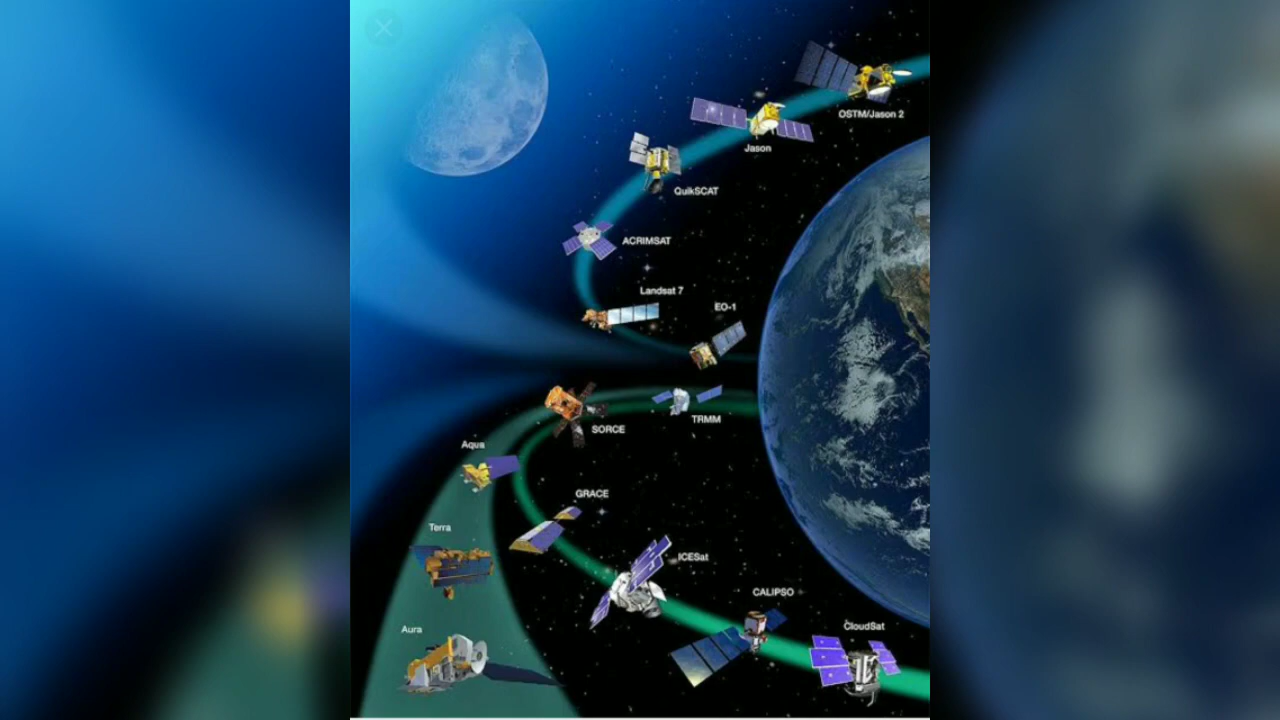 OSTM/Jason 2
Jason
QuikSCAT
ACRIMSAT
Landsat 7
EO-1
TRMM
SORCE
Aqua
GRACE
Terra
ICESat
CALIPSO
CloudSat
Aura